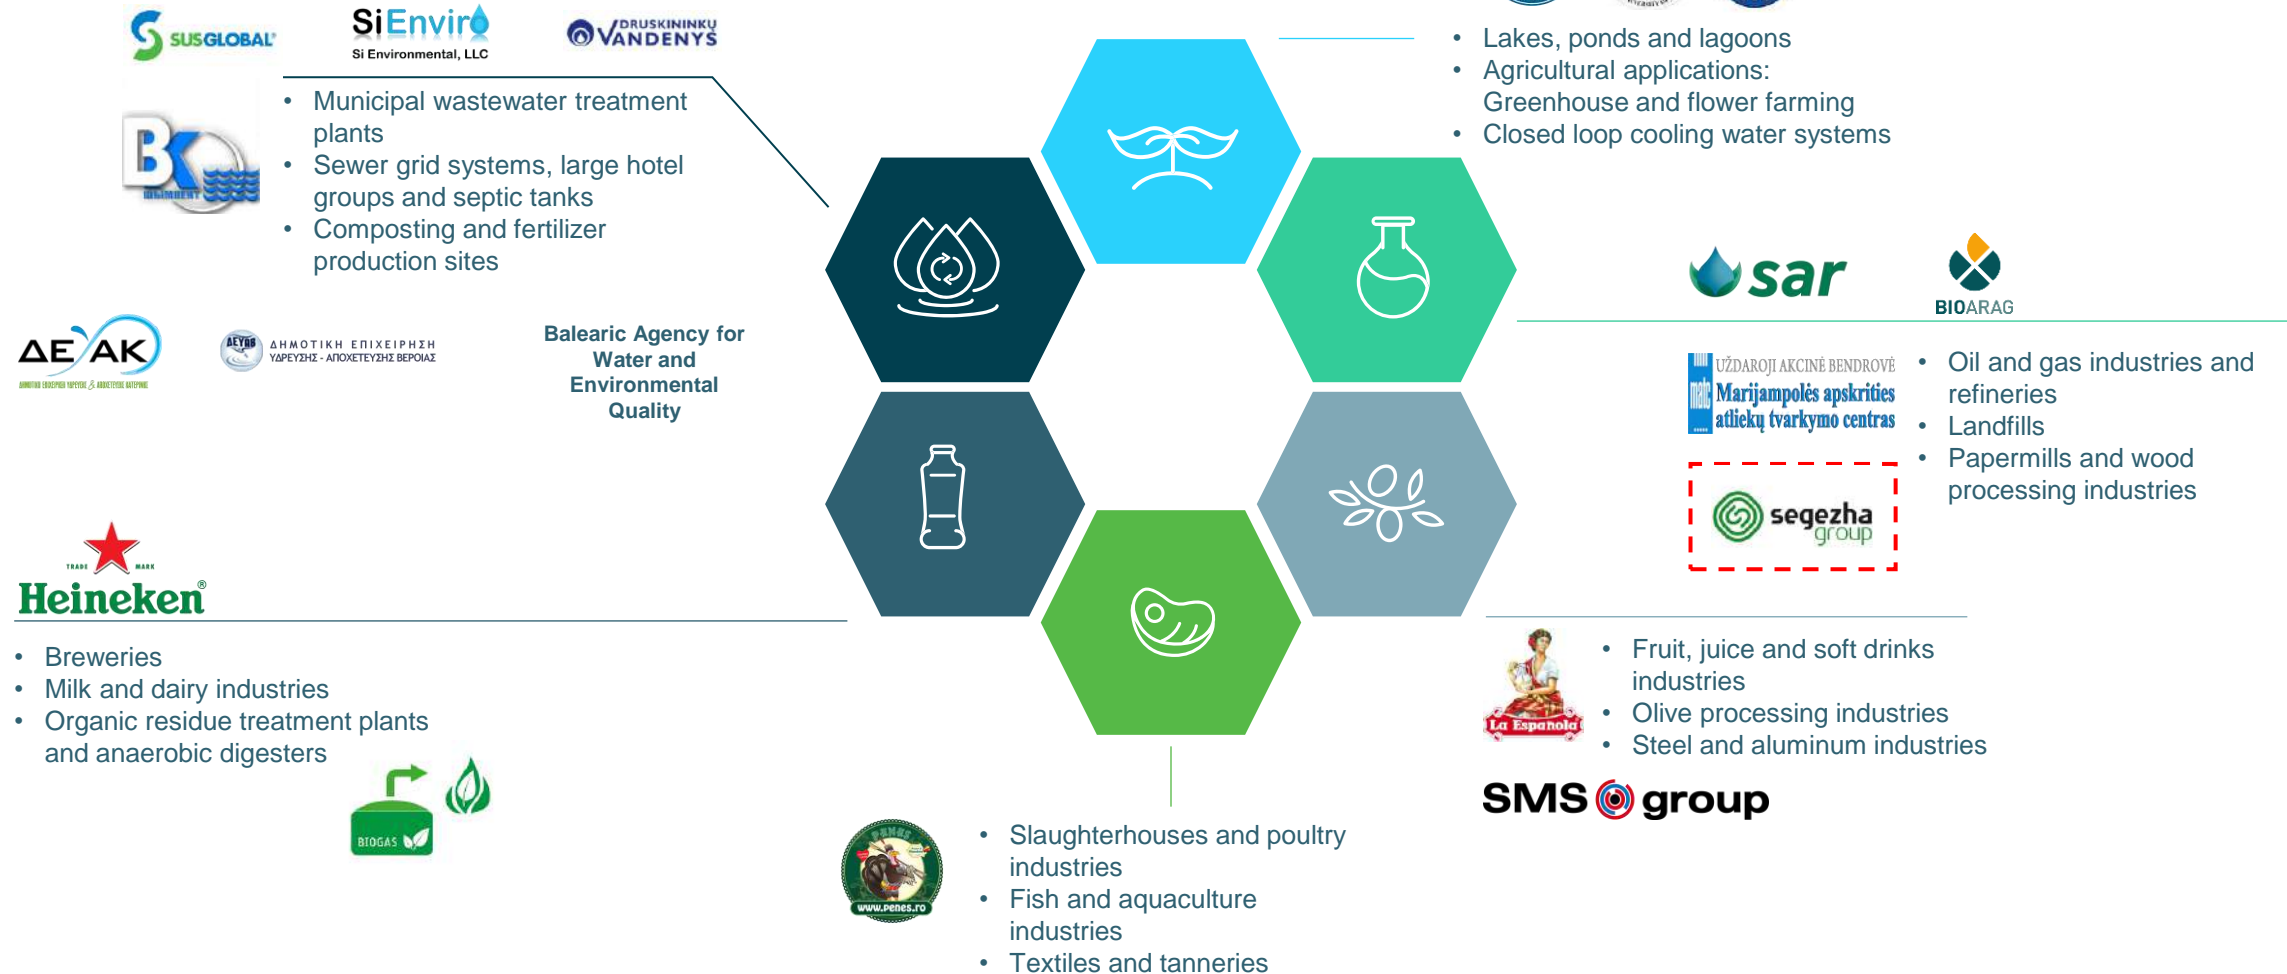 SUSGLOBAL
SiEnviro
Si Environmental, LLC
DRUSKININKŲ
VANDENYS
BK
• Municipal wastewater treatment
plants
• Sewer grid systems, large hotel
groups and septic tanks
• Composting and fertilizer
production sites
• Lakes, ponds and lagoons
• Agricultural applications:
Greenhouse and flower farming
• Closed loop cooling water systems
sar
BIOARAG
ΔΕΥΑΚ
ΔΕΥΑΒ
ΔΗΜΟΤΙΚΗ ΕΠΙΧΕΙΡΗΣΗ
ΥΔΡΕΥΣΗΣ - ΑΠΟΧΕΤΕΥΣΗΣ ΒΕΡΟΙΑΣ
Balearic Agency for
Water and
Environmental
Quality
UŽDAROJI AKCINĖ BENDROVĖ
matc
Marijampolės apskrities
atliekų tvarkymo centras
• Oil and gas industries and
refineries
• Landfills
• Papermills and wood
processing industries
segezha
group
TRADE MARK
Heineken®
• Breweries
• Milk and dairy industries
• Organic residue treatment plants
and anaerobic digesters
BIOGAS
La Española
• Fruit, juice and soft drinks
industries
• Olive processing industries
• Steel and aluminum industries
SMS group
PENES
www.penes.ro
• Slaughterhouses and poultry
industries
• Fish and aquaculture
industries
• Textiles and tanneries